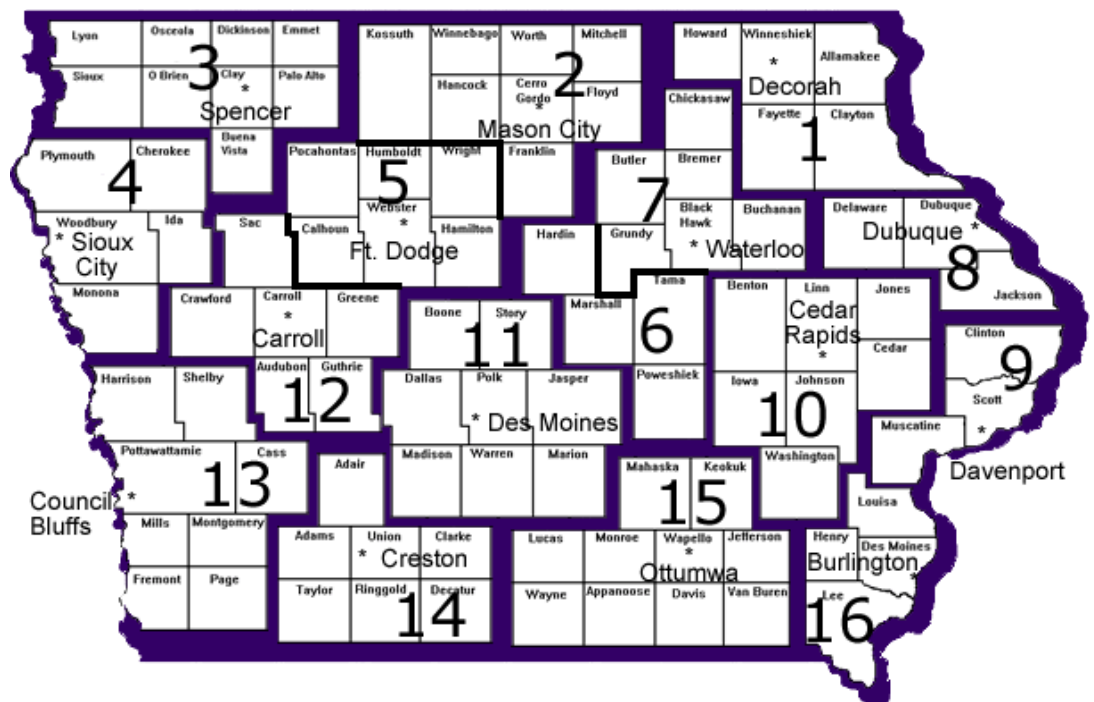 Lyon
Osceola
Dickinson
Emmet
Sioux
O Brien
Clay
Palo Alto
3
*
Spencer
Buena
Vista
Kossuth
Winnebago
Worth
Mitchell
Hancock
Cerro
Gordo
Floyd
2
*
Mason City
Franklin
Howard
Winneshiek
Allamakee
*
Decorah
Chickasaw
Fayette
Clayton
1
Plymouth
Cherokee
4
Woodbury
Ida
*
Sioux
City
Monona
Pocahontas
Humboldt
Wright
5
Webster
*
Calhoun
Hamilton
Ft. Dodge
Butler
Bremer
7
Black
Hawk
Buchanan
Grundy
*
Waterloo
Delaware
Dubuque
Dubuque
*
8
Jackson
Sac
Crawford
Carroll
Greene
*
Carroll
Audubon
Guthrie
12
Hardin
Marshall
Tama
6
Poweshiek
Boone
Story
11
Dallas
Polk
Jasper
*
Des Moines
Madison
Warren
Marion
Benton
Linn
Jones
Cedar
Rapids
*
Cedar
Iowa
Johnson
10
Washington
Clinton
9
Scott
*
Muscatine
Davenport
Harrison
Shelby
Pottawattamie
Cass
13
*
Council
Bluffs
Mills
Montgomery
Fremont
Page
Adair
Adams
Union
Clarke
*
Creston
Taylor
Ringgold
Decatur
14
Mahaska
Keokuk
15
Lucas
Monroe
Wapello
Jefferson
*
Ottumwa
Wayne
Appanoose
Davis
Van Buren
Louisa
Henry
Des Moines
Burlington
*
Lee
16